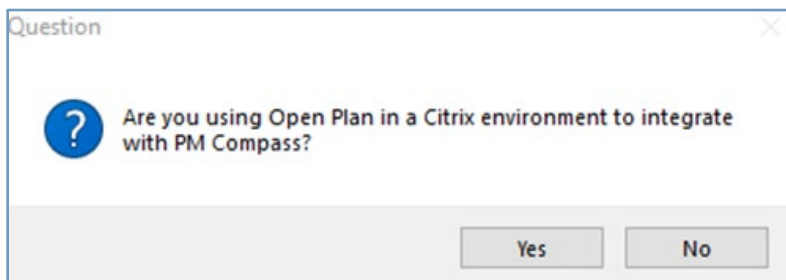 Question
Are you using Open Plan in a Citrix environment to integrate
with PM Compass?
Yes No